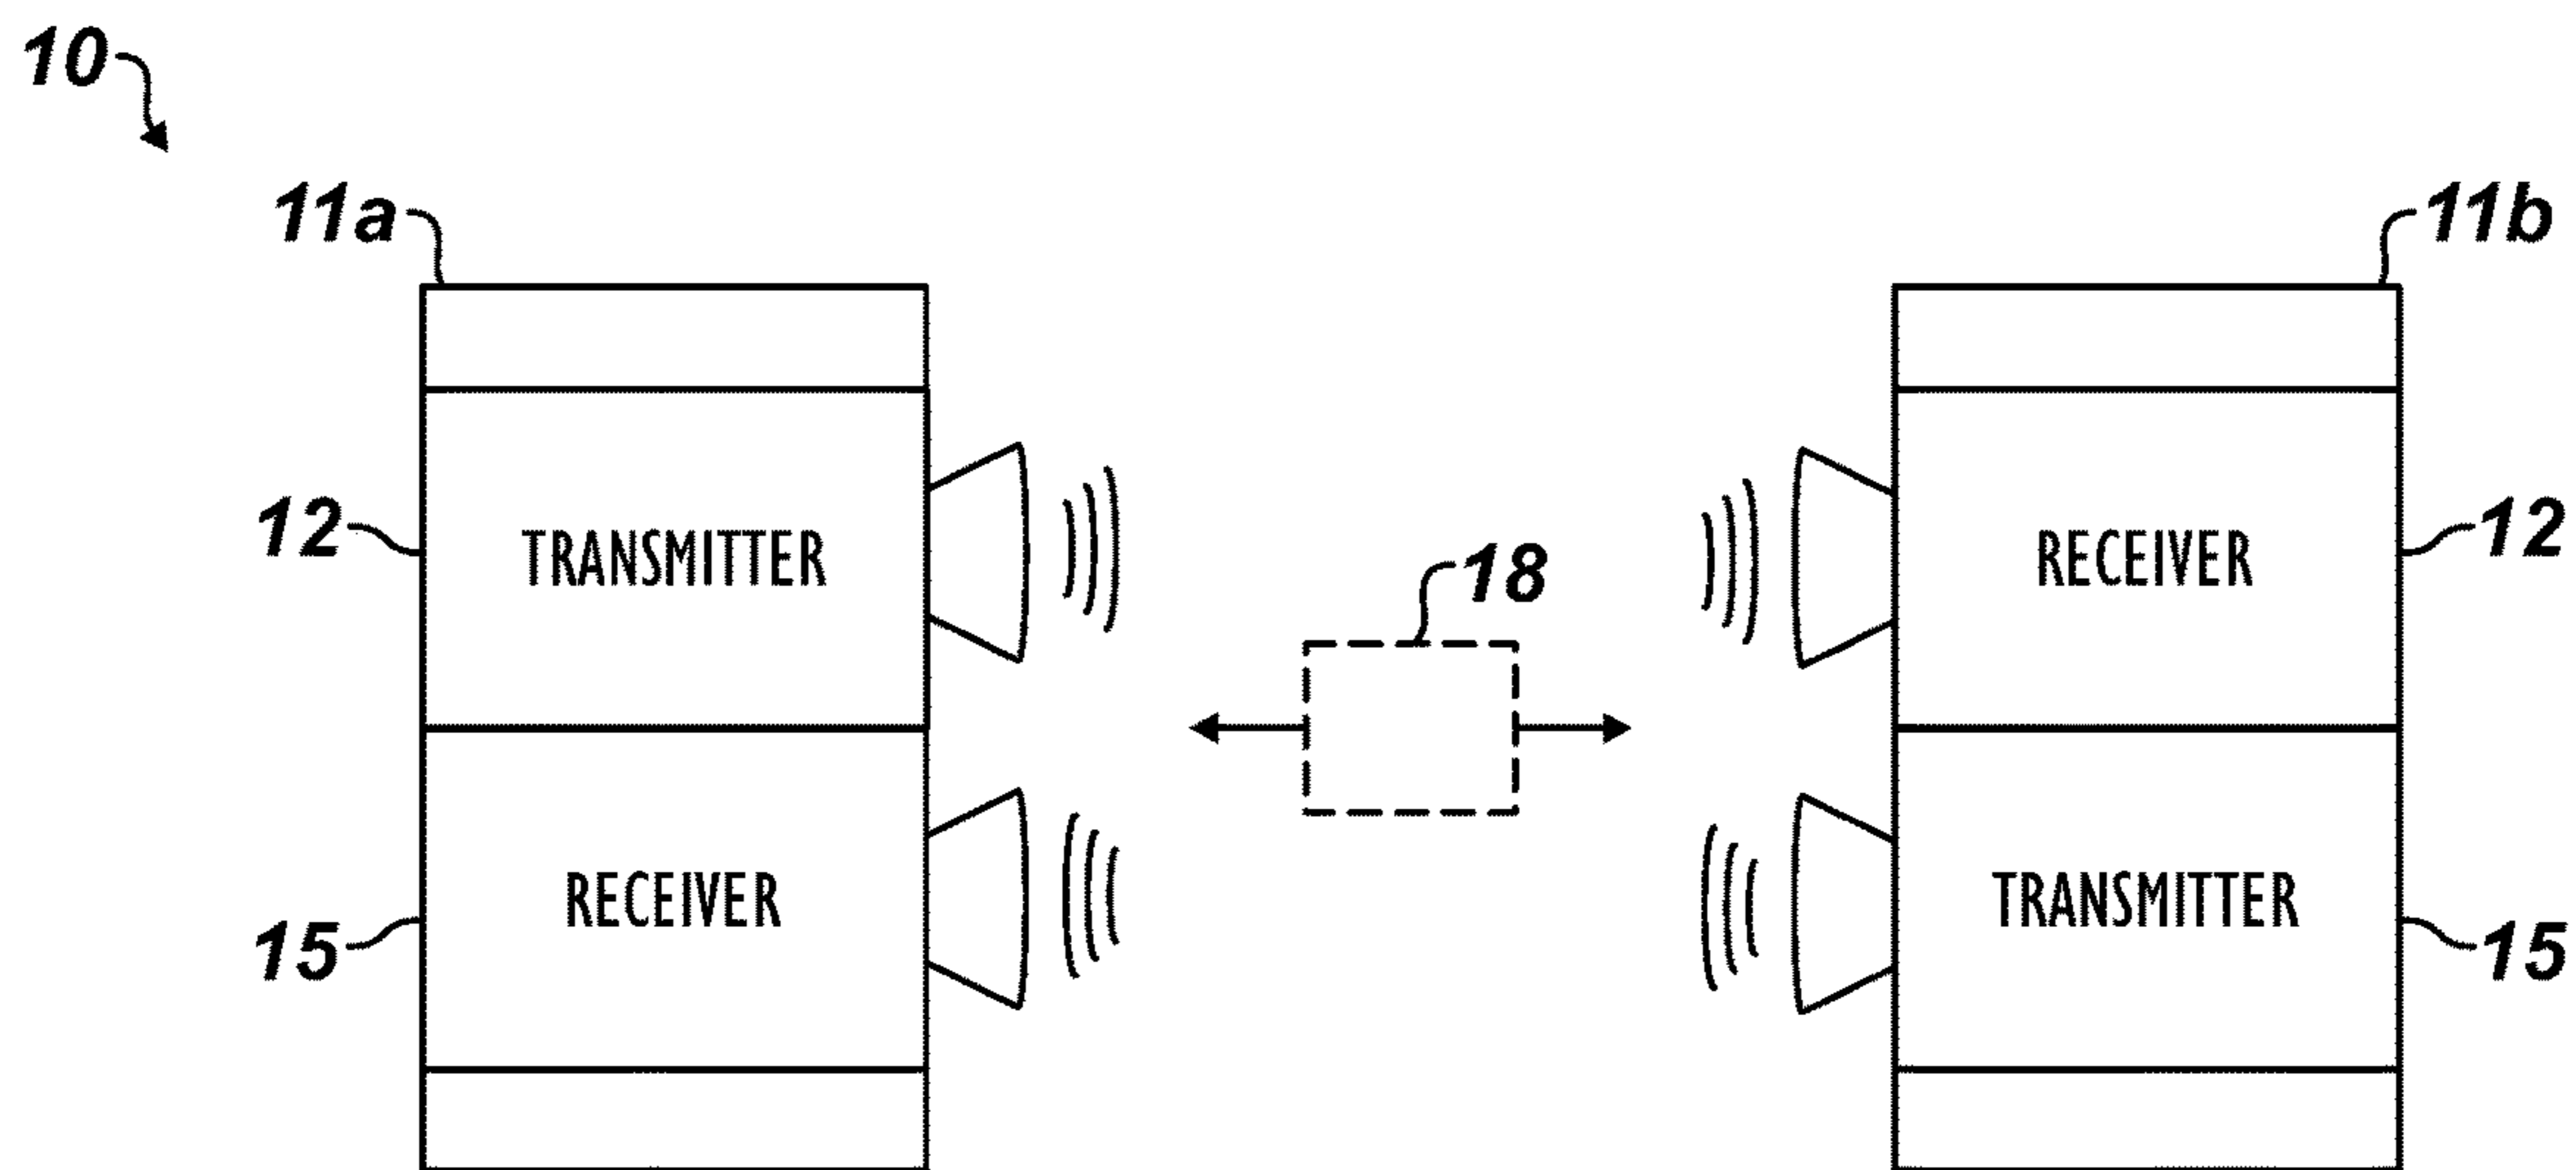 10
11a
11b
12
TRANSMITTER
RECEIVER
12
18
15
RECEIVER
TRANSMITTER
15